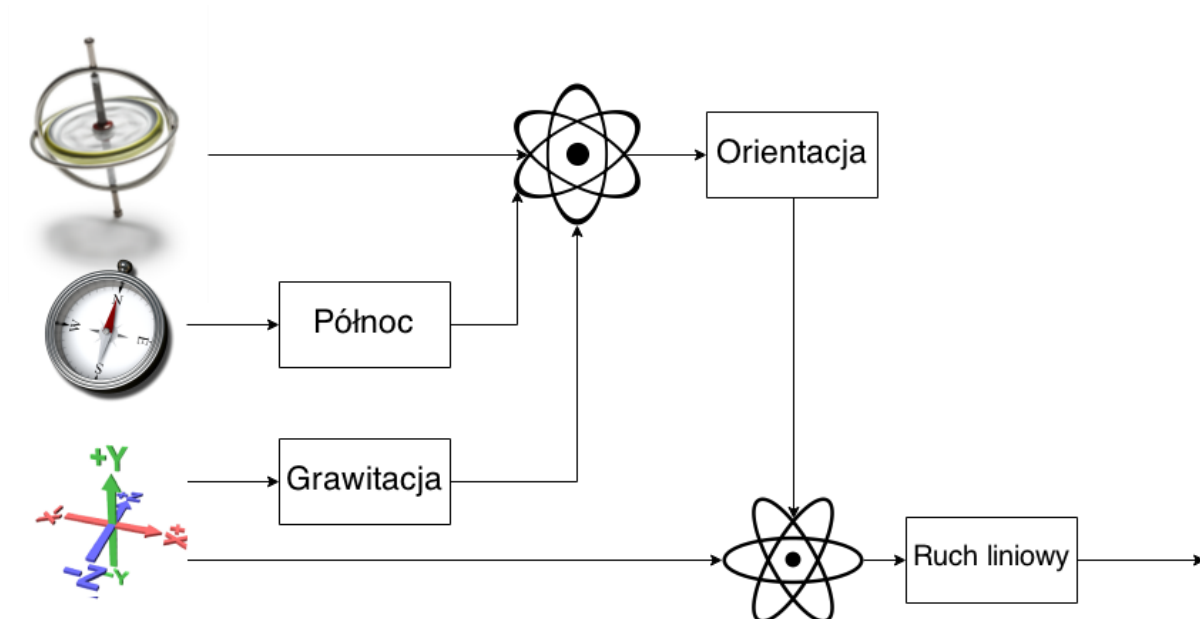 Orientacja
N
W
E
S
Północ
+Y
+Z
-X
+X
-Z
-Y
Grawitacja
Ruch liniowy